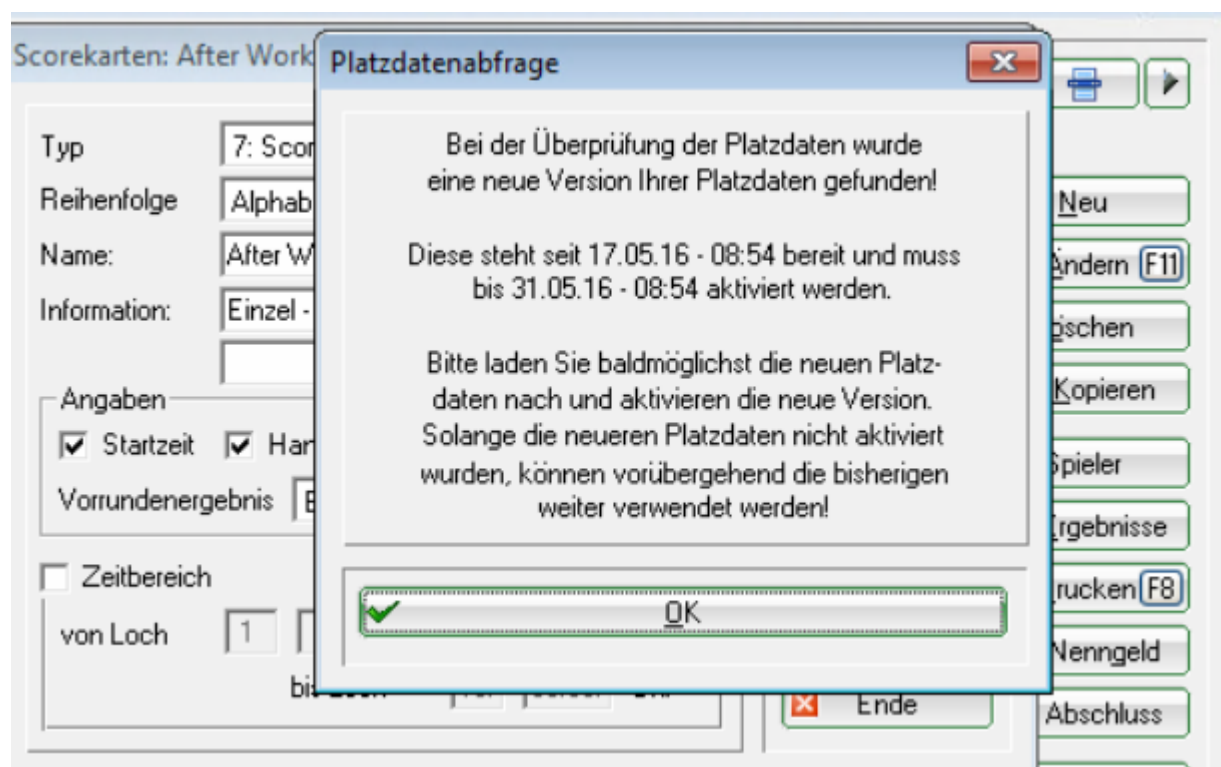 Scorekarten: After Work
Platzdatenabfrage
Bei der Überprüfung der Platzdaten wurde
eine neue Version Ihrer Platzdaten gefunden!
Diese steht seit 17.05.16 - 08:54 bereit und muss
bis 31.05.16 - 08:54 aktiviert werden.
Bitte laden Sie baldmöglichst die neuen Platz-
daten nach und aktivieren die neue Version.
Solange die neueren Platzdaten nicht aktiviert
wurden, können vorübergehend die bisherigen
weiter verwendet werden!
OK
Typ 7: Scor
Reihenfolge Alphab
Name: After W
Information: Einzel -
Angaben
Startzeit Har
Vorrundenergebnis E
Zeitbereich
von Loch 1
Neu
Ändern F11
öschen
Kopieren
Spieler
Ergebnisse
rucken F8
Nenngeld
Ende
Abschluss